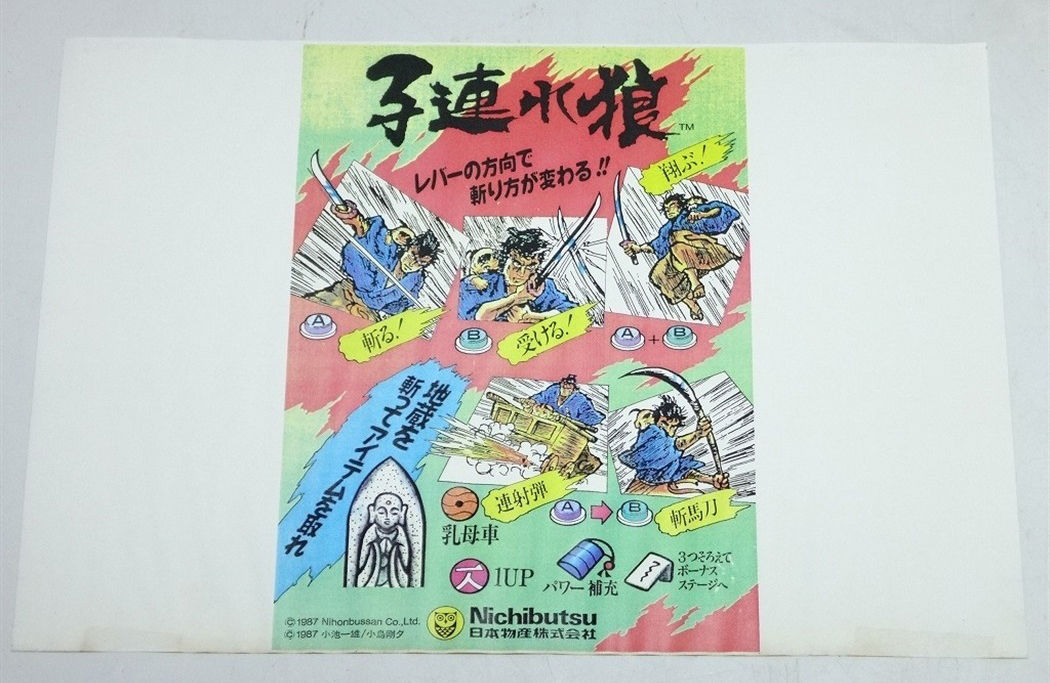 子連れ狼
TM
レバーの方向で
斬り方が変わる!!
翔ぶ!
A
斬る!
B
受ける!
A + B
地蔵を
斬ってアイテムを取れ
連射弾
乳母車
A B
斬馬刀
1UP
パワー補充
3つそろえて
ボーナス
ステージへ
©1987 Nihonbussan Co.,Ltd.
©1987 小池一雄/小島剛夕
Nichibutsu
日本物産株式会社